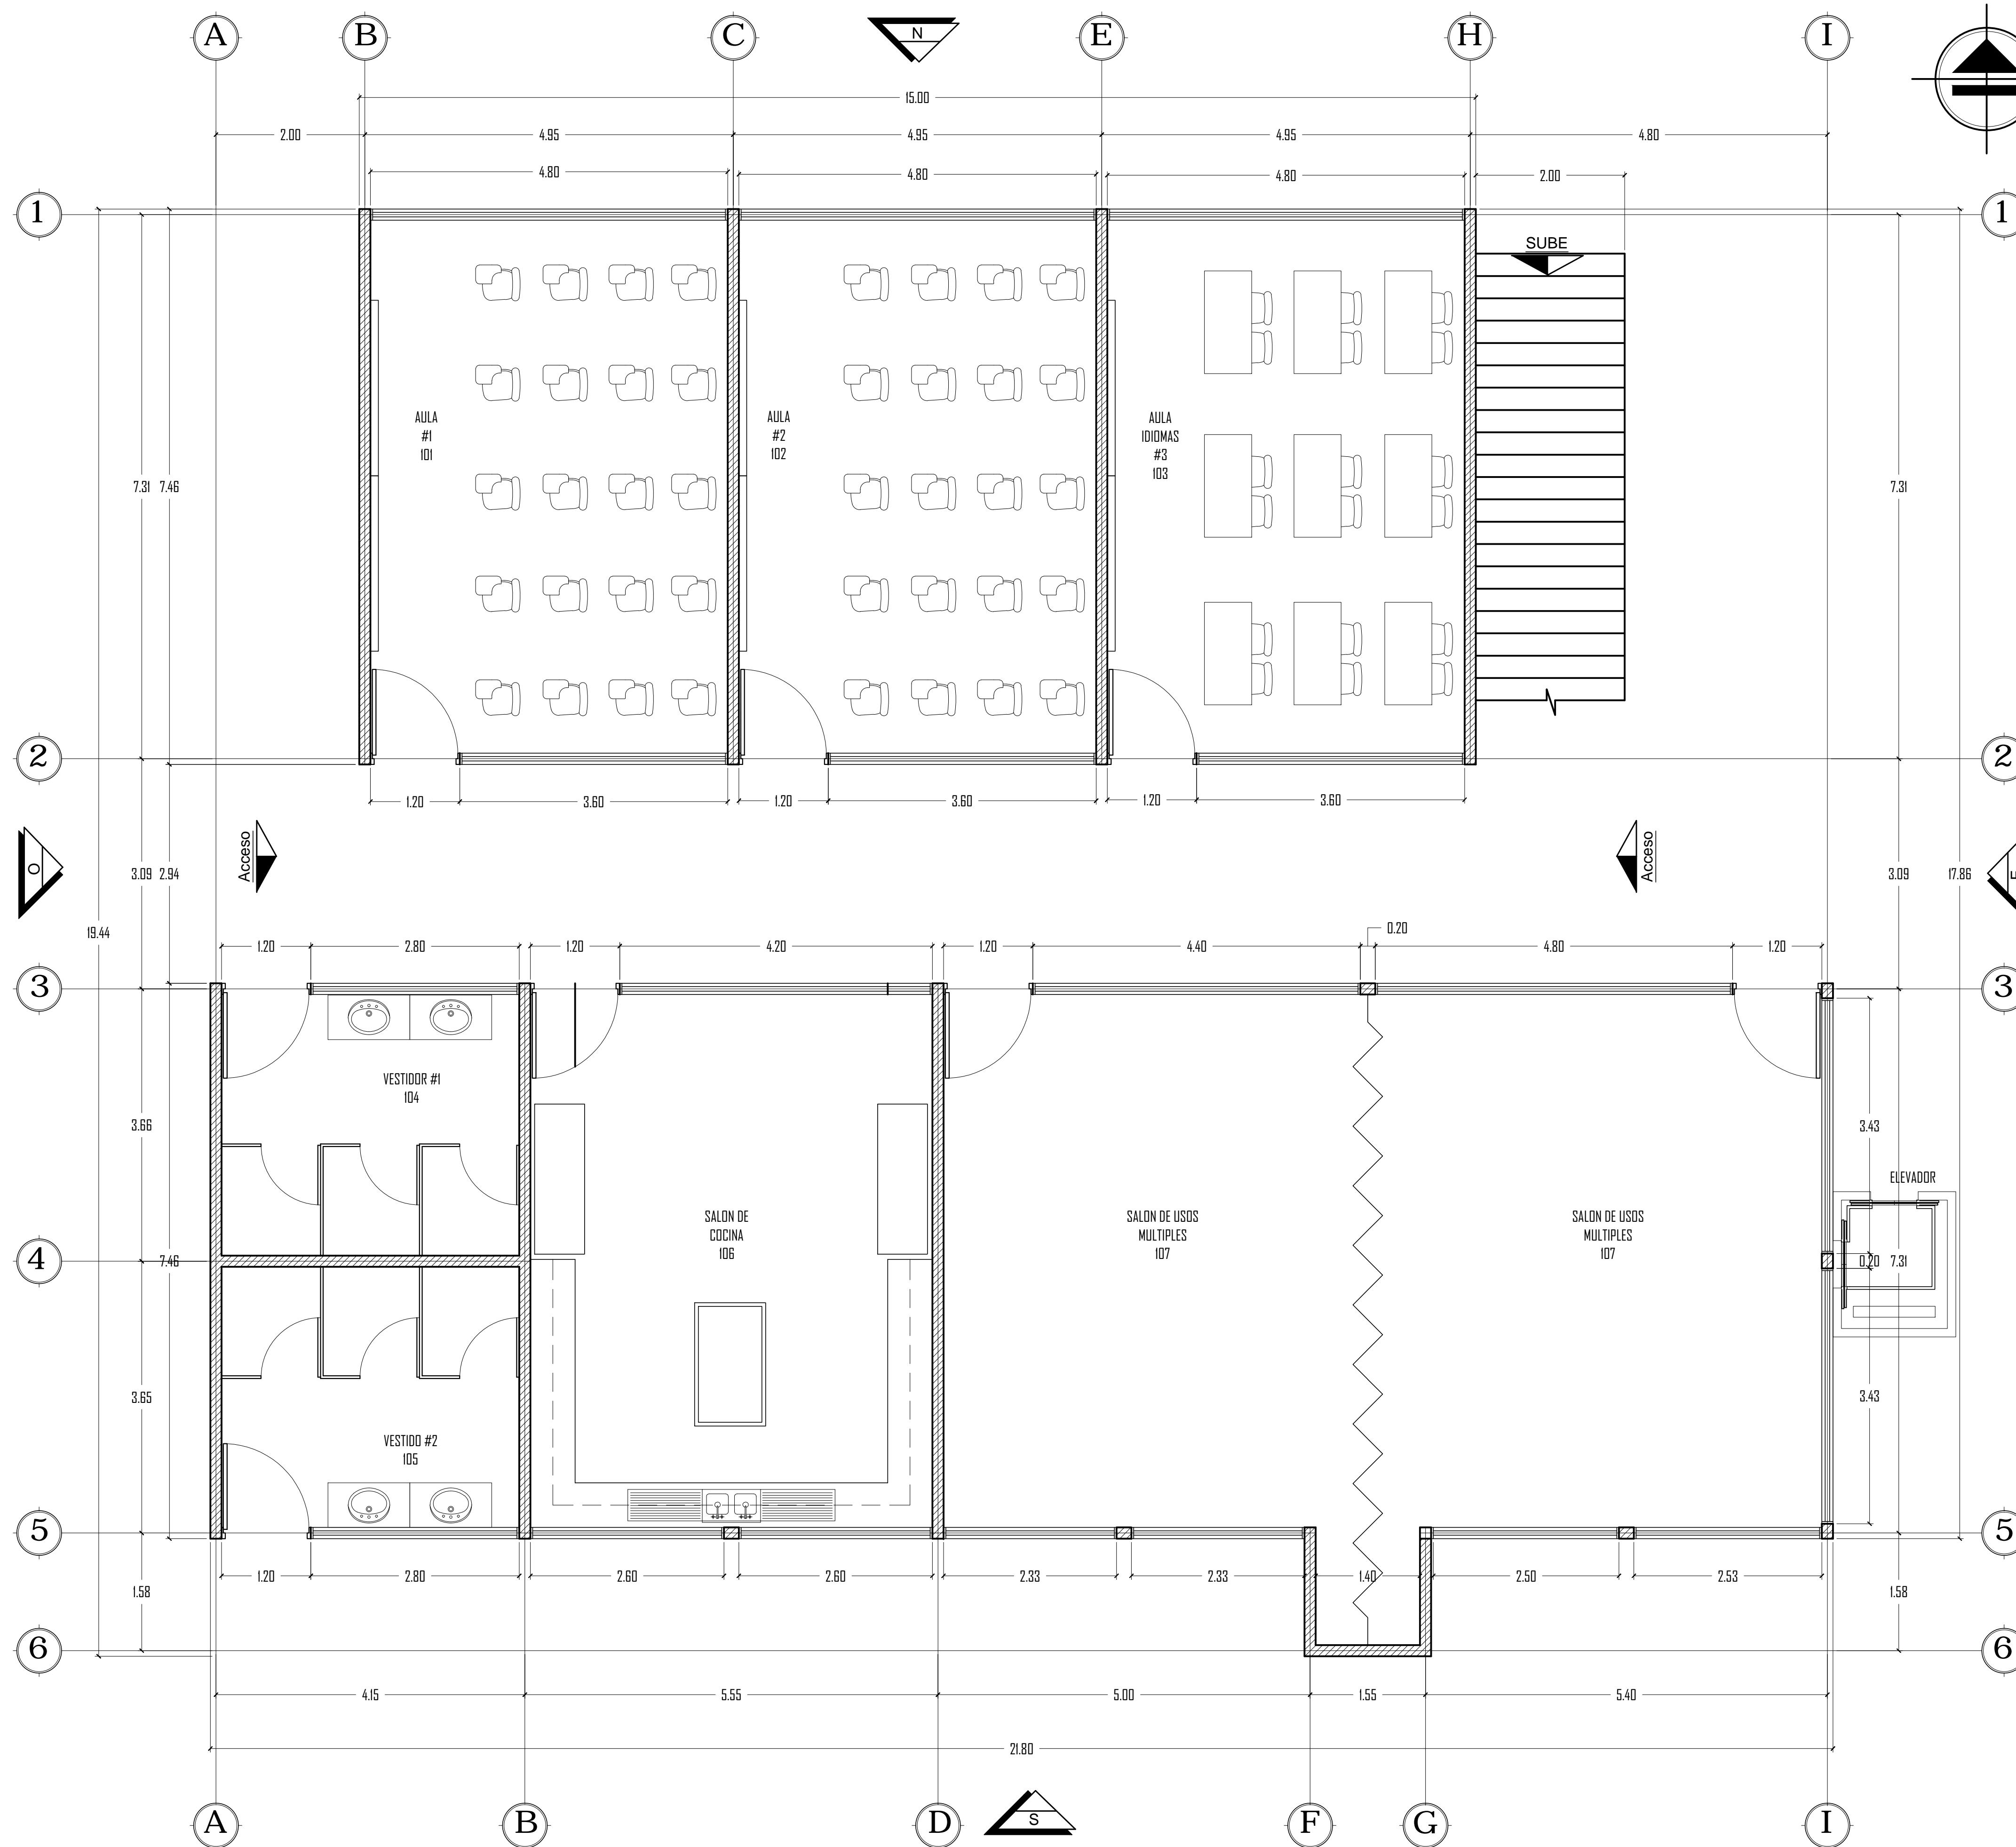 A B C E H I
N
15.00
2.00 4.95 4.95 4.95 4.80
4.80 4.80 4.80 2.00
1 1
SUBE
AULA
#1
101
AULA
#2
102
AULA
IDIOMAS
#3
103
7.31 7.46 7.31
2 2
1.20 3.60 1.20 3.60 1.20 3.60
Acceso Acceso
O
3.09 2.94 3.09 17.86
19.44
1.20 2.80 1.20 4.20 1.20 4.40 0.20 4.80 1.20
3 3
VESTIDOR #1
104
3.66 3.43
ELEVADOR
SALON DE
COCINA
106
SALON DE USOS
MULTIPLES
107
SALON DE USOS
MULTIPLES
107
4 7.46 0.20 7.31
3.65 3.43
VESTIDO #2
105
5 5
1.20 2.80 2.60 2.60 2.33 2.33 1.40 2.50 2.53
1.58 1.58
6 6
4.15 5.55 5.00 1.55 5.40
21.80
S
A B D F G I